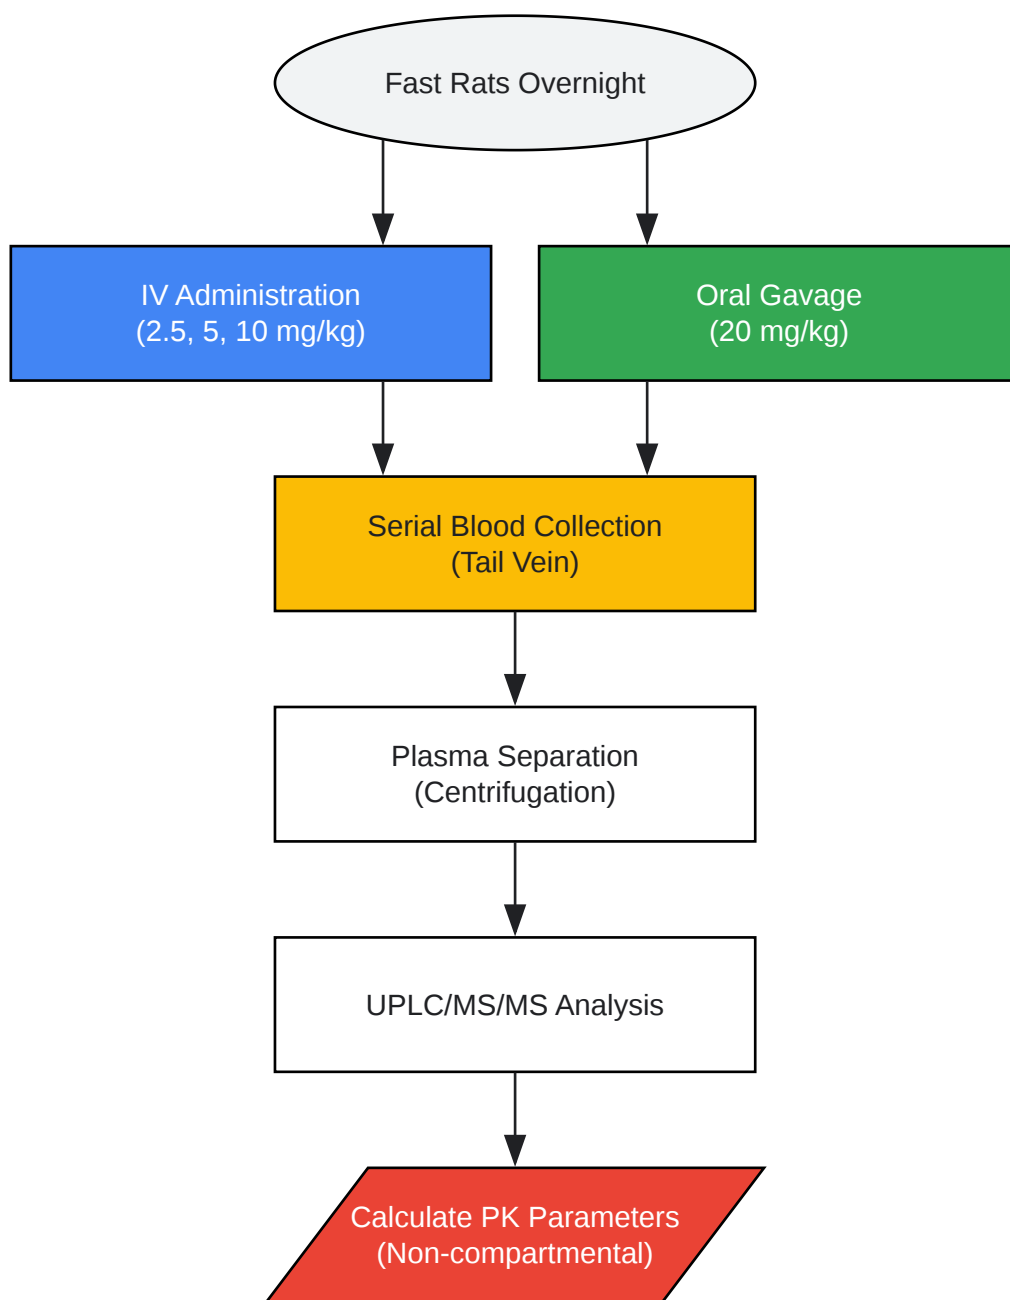 Fast Rats Overnight
IV Administration
(2.5, 5, 10 mg/kg)
Oral Gavage
(20 mg/kg)
Serial Blood Collection
(Tail Vein)
Plasma Separation
(Centrifugation)
UPLC/MS/MS Analysis
Calculate PK Parameters
(Non-compartmental)